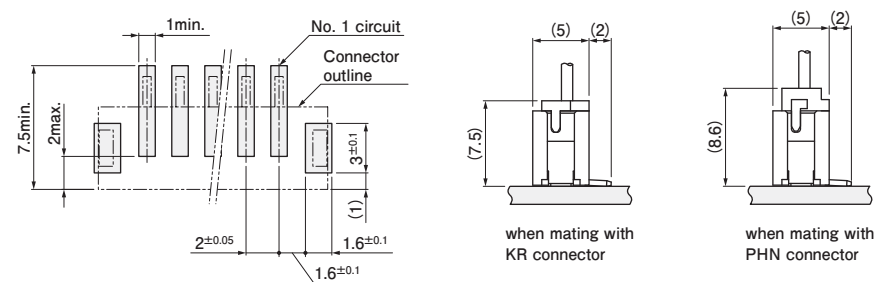 1min.
No. 1 circuit
Connector
outline
7.5min.
2max.
3±0.1
(1)
2±0.05
1.6±0.1
1.6±0.1
(5)
(2)
(7.5)
when mating with
KR connector
(5)
(2)
(8.6)
when mating with
PHN connector